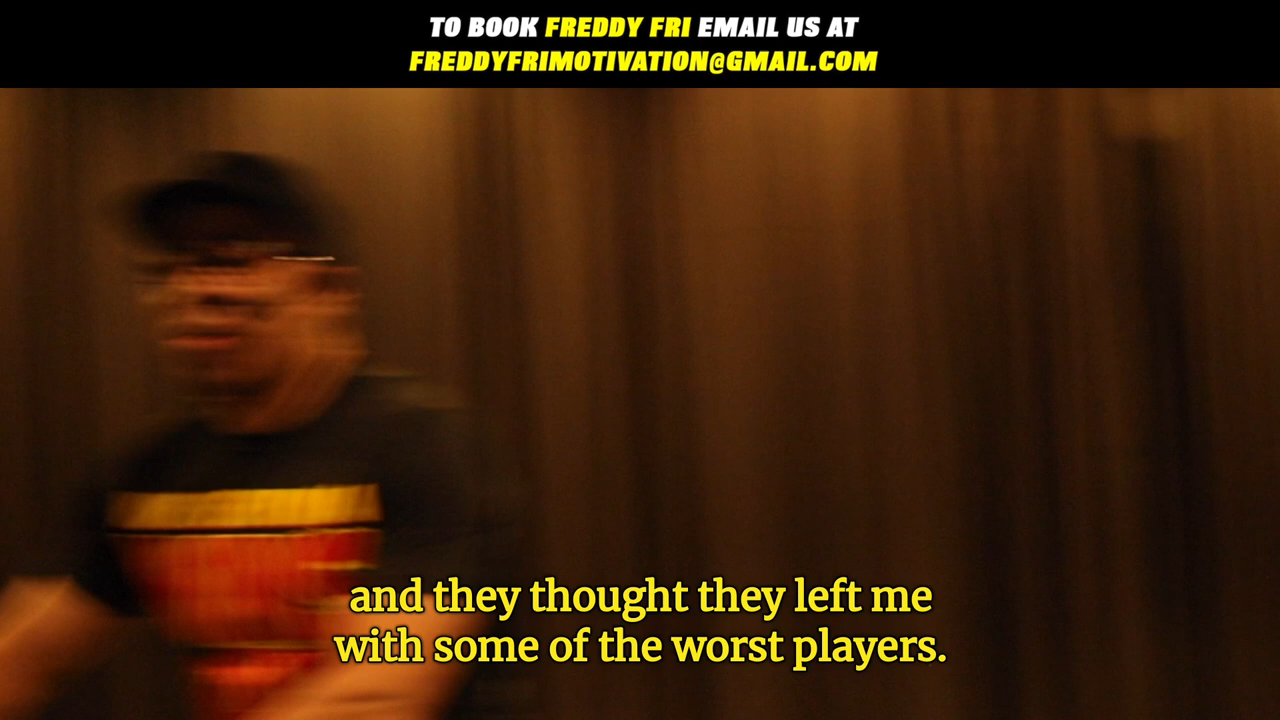 TO BOOK FREDDY FRI EMAIL US AT
FREDDYFRIMOTIVATION@GMAIL.COM
and they thought they left me
with some of the worst players.